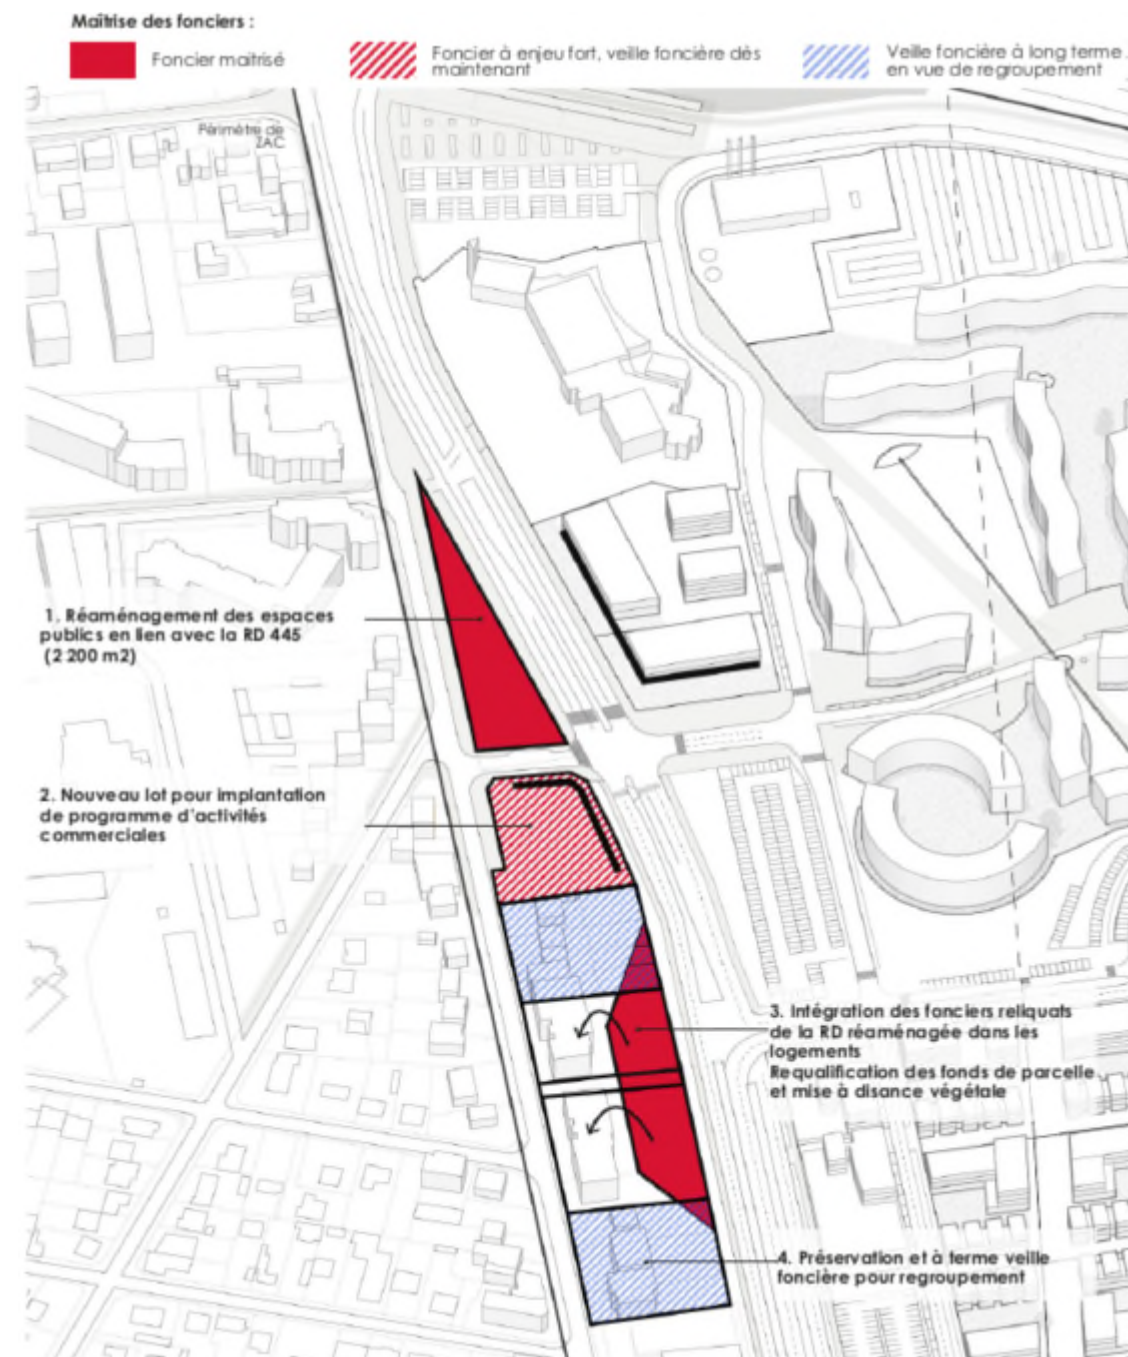 Maîtrise des fonciers :
Foncier maîtrisé
Foncier à enjeu fort, veille foncière dès
maintenant
Veille foncière à long terme
en vue de regroupement
Périmètre de
ZAC
1. Réaménagement des espaces
publics en lien avec la RD 445
(2 200 m2)
2. Nouveau lot pour implantation
de programme d'activités
commerciales
3. Intégration des fonciers reliquats
de la RD réaménagée dans les
logements
Requalification des fonds de parcelle
et mise à disance végétale
4. Préservation et à terme veille
foncière pour regroupement